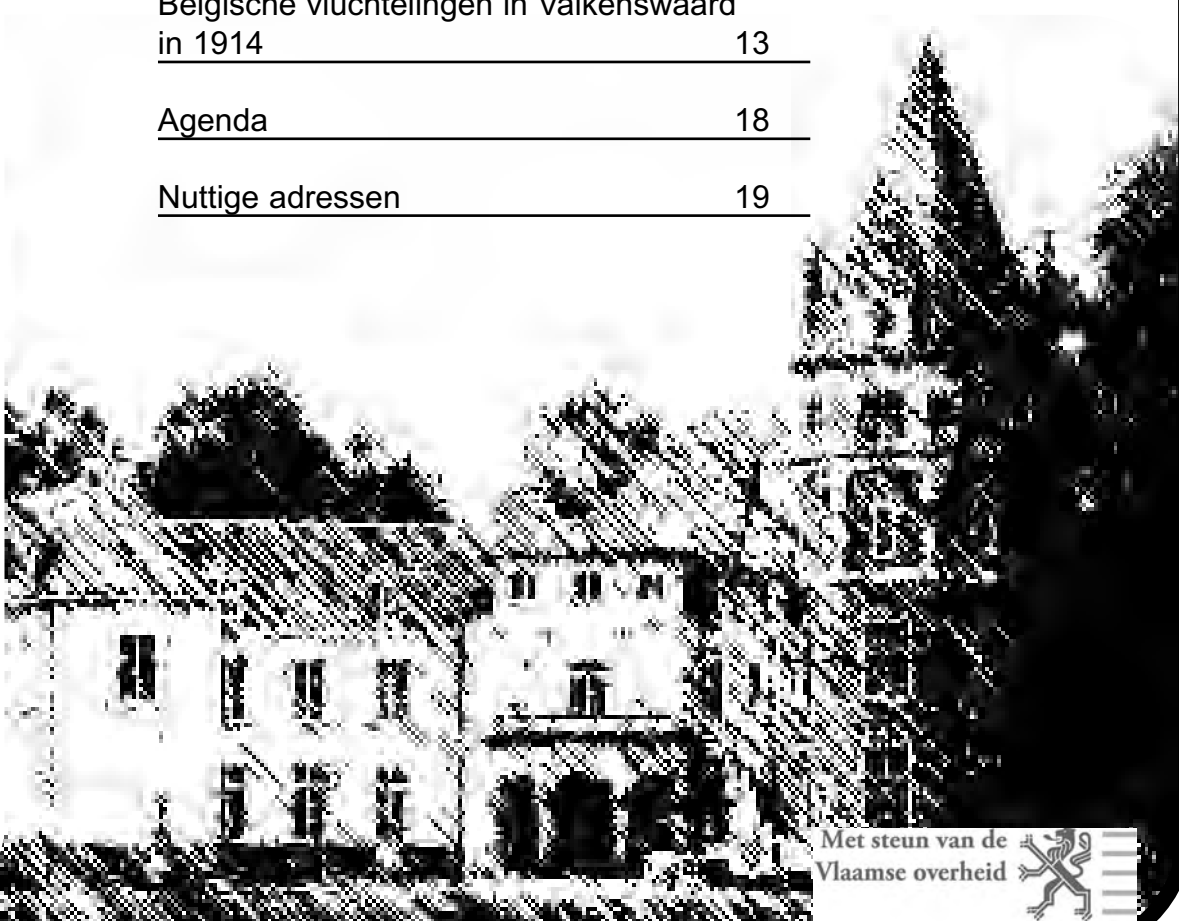 Belgische vluchtelingen in Valkenswaard
in 1914 13
Agenda 18
Nuttige adressen 19
Met steun van de
Vlaamse overheid